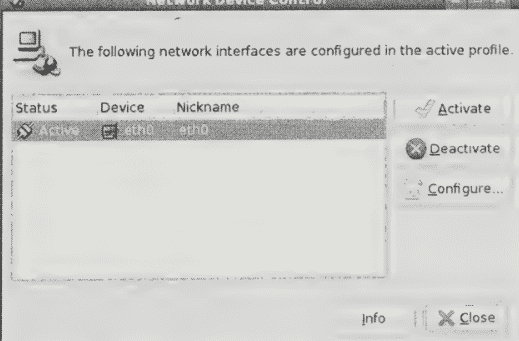 Network Device Control
The following network interfaces are configured in the active profile.
Status Device Nickname
Active eth0 eth0
Activate
Deactivate
Configure...
Info
Close